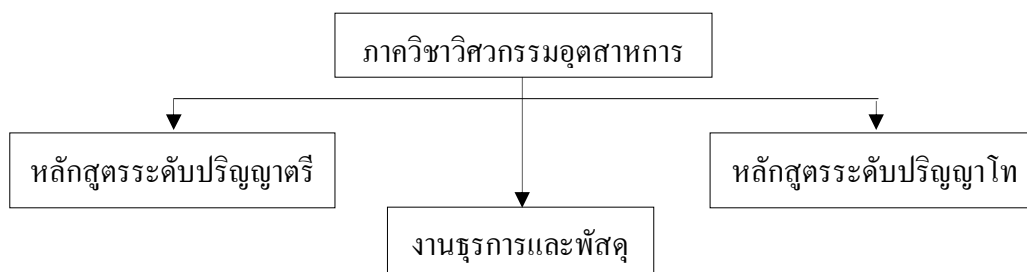 ภาควิชาวิศวกรรมอุตสาหการ
หลักสูตรระดับปริญญาตรี
หลักสูตรระดับปริญญาโท
งานธุรการและพัสดุ